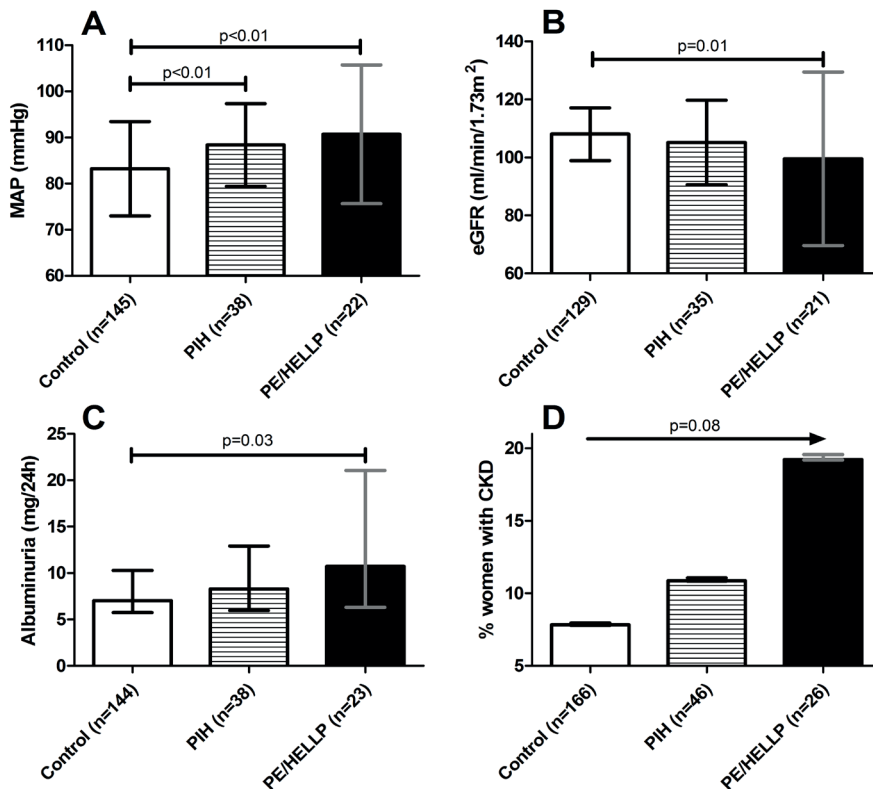 A
MAP (mmHg)
110
100
90
80
70
60
p<0.01
p<0.01
Control (n=145)
PIH (n=38)
PE/HELLP (n=22)
B
eGFR (ml/min/1.73m²)
140
120
100
80
60
p=0.01
Control (n=129)
PIH (n=35)
PE/HELLP (n=21)
C
Albuminuria (mg/24h)
25
20
15
10
5
0
p=0.03
Control (n=144)
PIH (n=38)
PE/HELLP (n=23)
D
% women with CKD
20
15
10
5
p=0.08
Control (n=166)
PIH (n=46)
PE/HELLP (n=26)